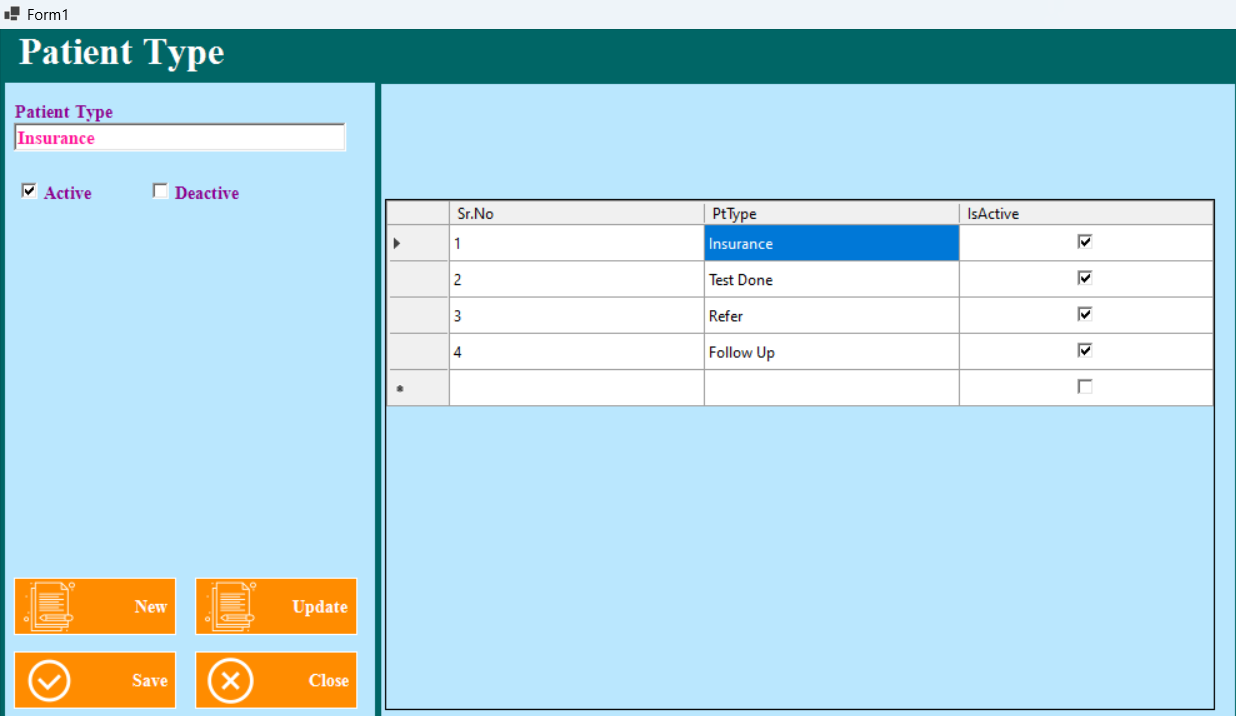 Form1
Patient Type
Patient Type
Insurance
Active Deactive
Sr.No PtType IsActive
1 Insurance
2 Test Done
3 Refer
4 Follow Up
New Update
Save Close